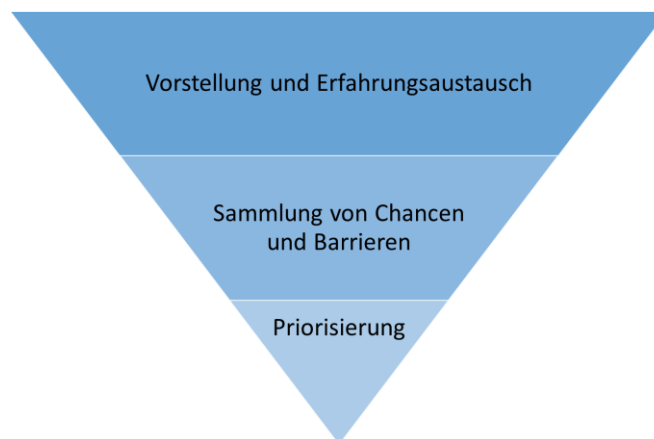 Vorstellung und Erfahrungsaustausch
Sammlung von Chancen
und Barrieren
Priorisierung